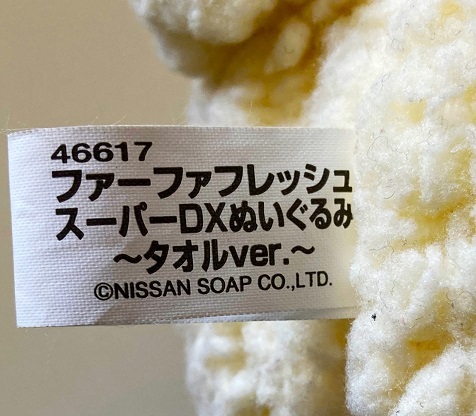 46617
ファーファフレッシュ
スーパーDXぬいぐるみ
～タオルver.～
©NISSAN SOAP CO.,LTD.